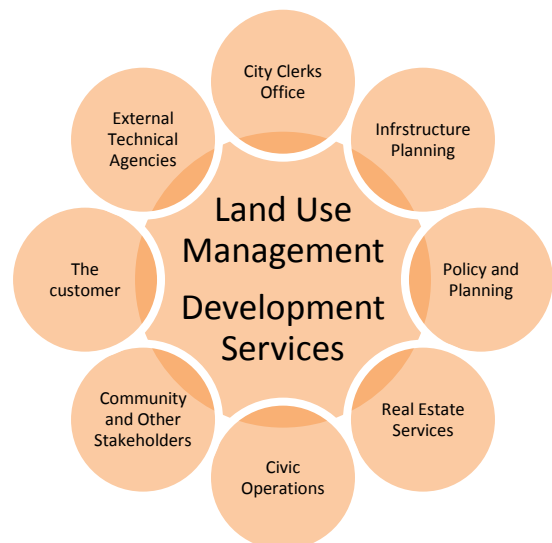 City Clerks
Office
Infrstructure
Planning
Policy and
Planning
Real Estate
Services
Civic
Operations
Community
and Other
Stakeholders
The
customer
External
Technical
Agencies
Land Use
Management
Development
Services